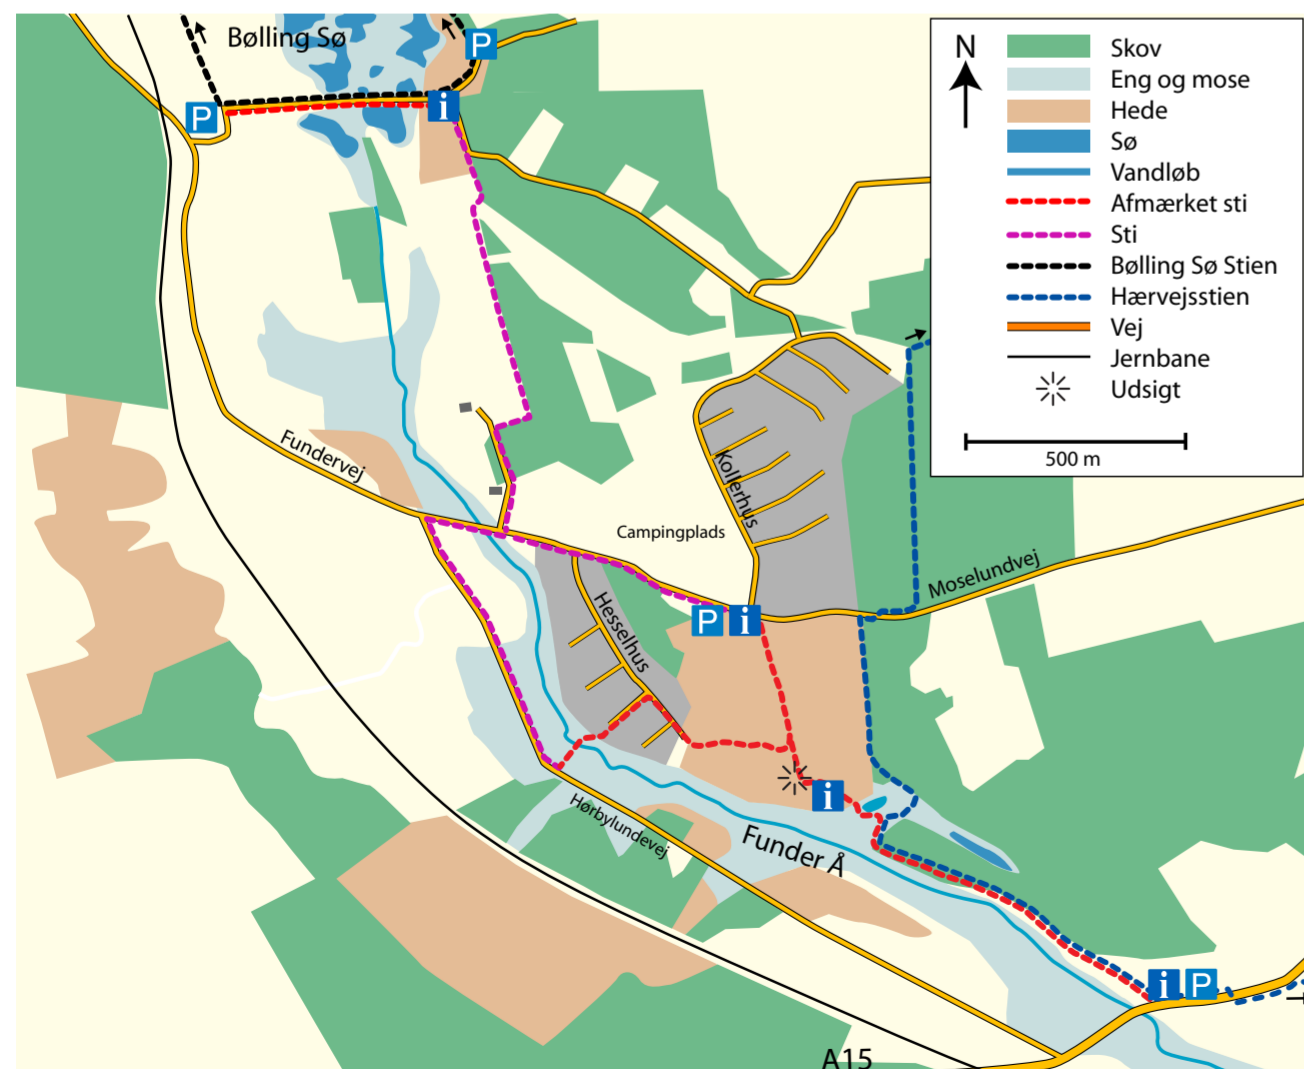 Bølling Sø
P
P
i
N
Skov
Eng og mose
Hede
Sø
Vandløb
Afmærket sti
Sti
Bølling Sø Stien
Hærvejsstien
Vej
Jernbane
Udsigt
500 m
Fundervej
Kollerhus
Campingplads
Moselundvej
Hesselhus
P i
i
Hørbylundevej
Funder Å
i P
A15